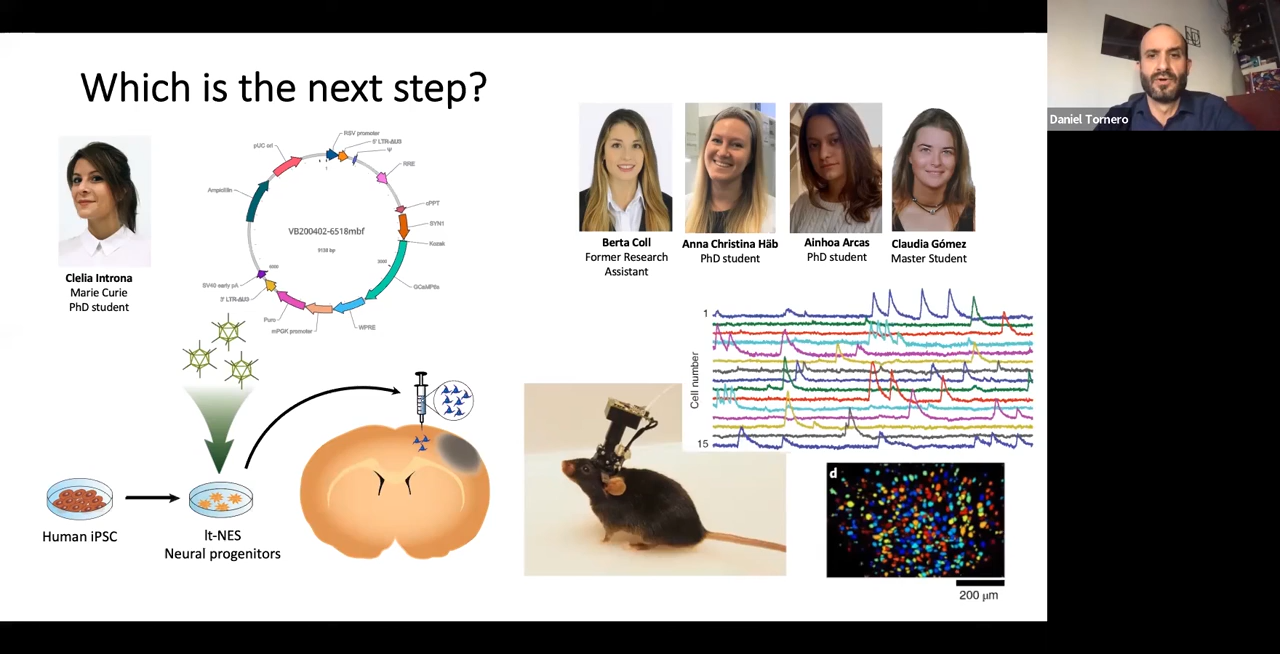 Which is the next step?
Daniel Tornero
Clelia Introna
Marie Curie
PhD student
RSV promoter
5' LTR-ΔU3
Ψ
RRE
cPPT
SYN1
Kozak
GCaMP6s
WPRE
mPGK promoter
Puro
3' LTR-ΔU3
SV40 early pA
Ampicillin
pUC ori
VB200402-6518mbf
Berta Coll
Former Research
Assistant
Anna Christina Häb
PhD student
Ainhoa Arcas
PhD student
Claudia Gómez
Master Student
1
Cell number
15
Human iPSC
lt-NES
Neural progenitors
d
200 μm